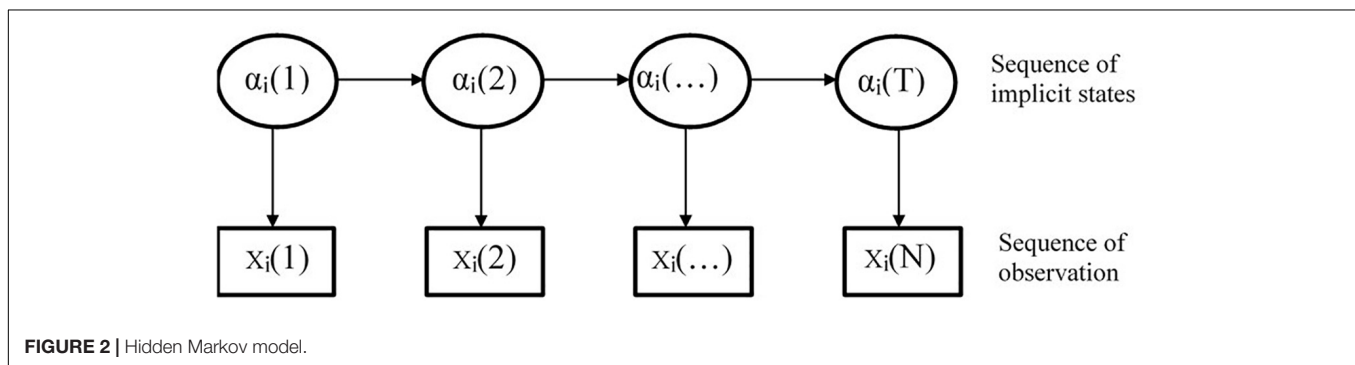 αᵢ(1) αᵢ(2) αᵢ(…) αᵢ(T) Sequence of
implicit states
xᵢ(1) xᵢ(2) xᵢ(…) xᵢ(N) Sequence of
observation
FIGURE 2 | Hidden Markov model.